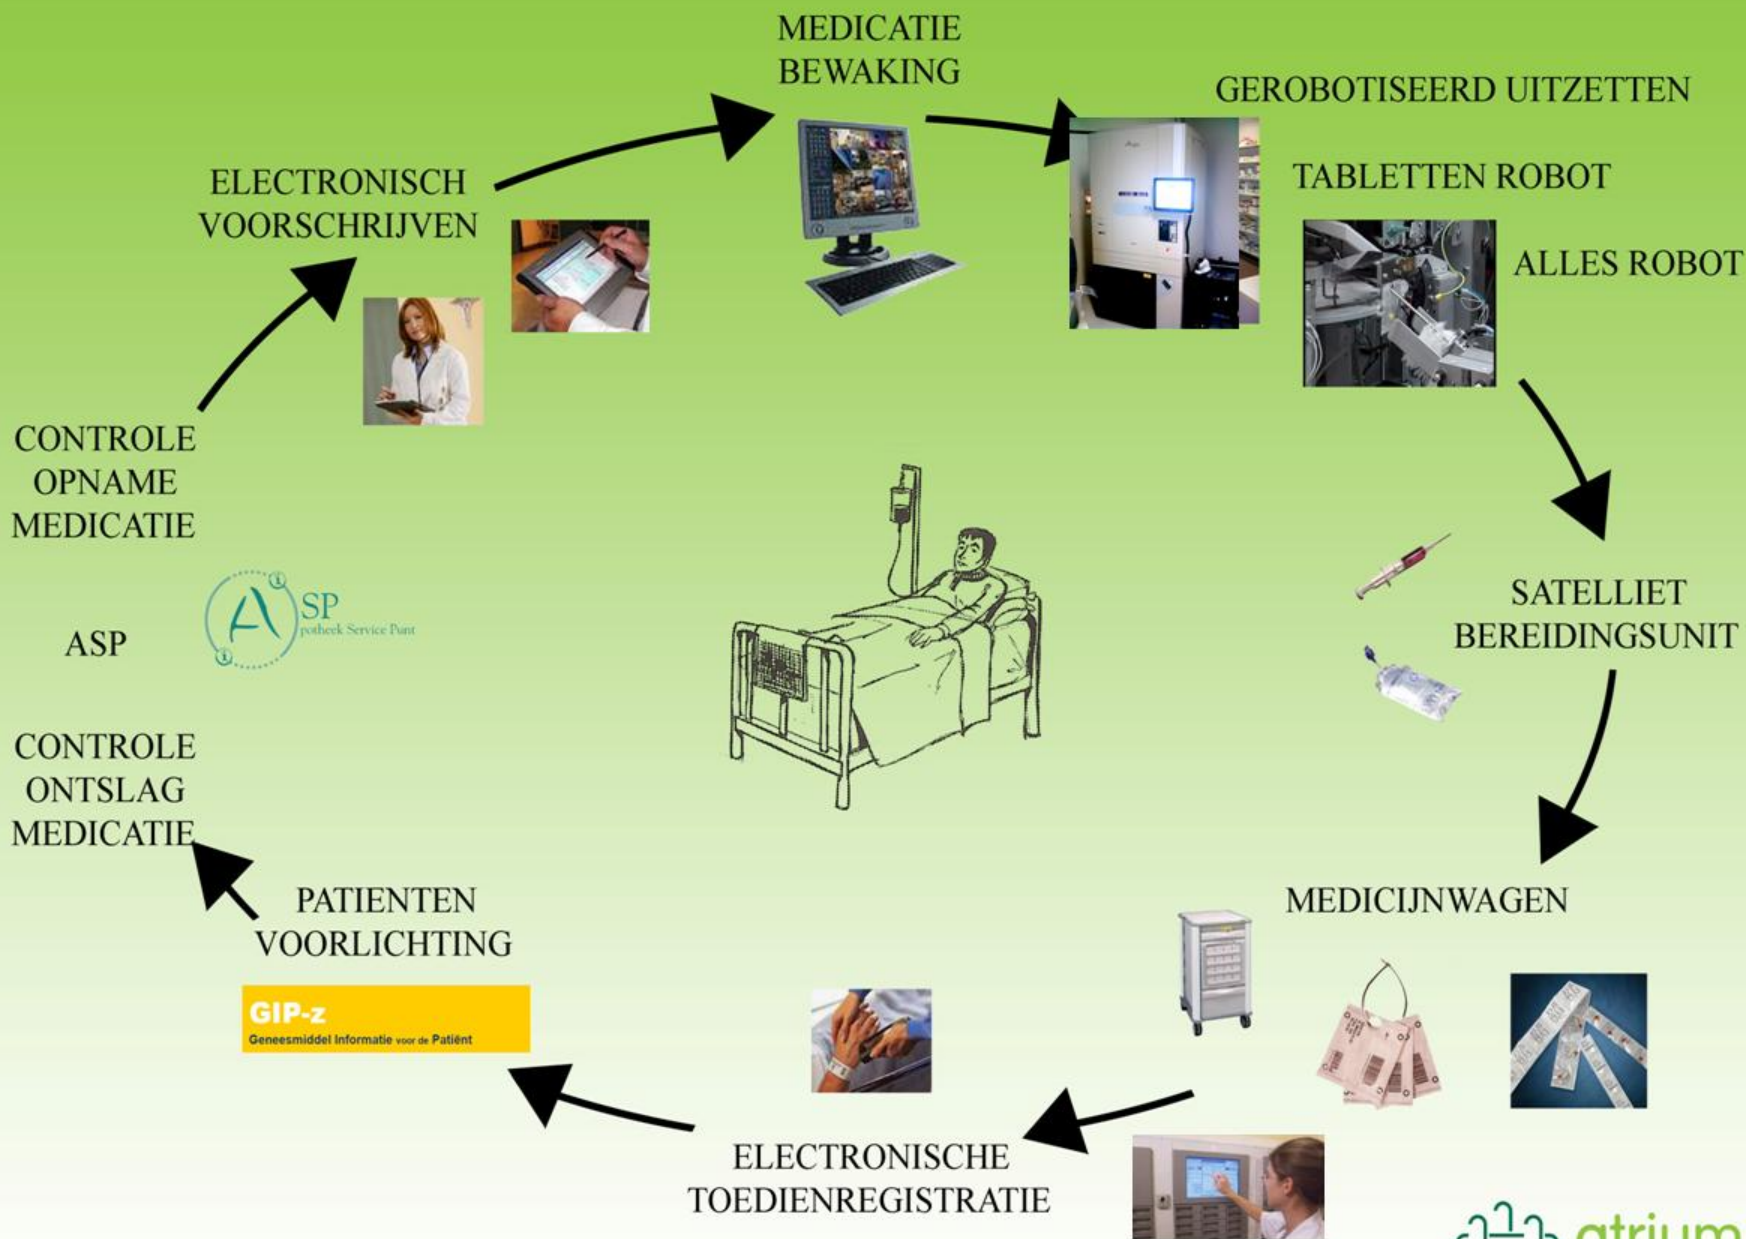 MEDICATIE
BEWAKING
GEROBOTISEERD UITZETTEN
TABLETTEN ROBOT
ALLES ROBOT
ELECTRONISCH
VOORSCHRIJVEN
CONTROLE
OPNAME
MEDICATIE
ASP
A SP
potheek Service Punt
SATELLIET
BEREIDINGSUNIT
CONTROLE
ONTSLAG
MEDICATIE
MEDICIJNWAGEN
PATIENTEN
VOORLICHTING
GIP-z
Geneesmiddel Informatie voor de Patiënt
ELECTRONISCHE
TOEDIENREGISTRATIE
atrium